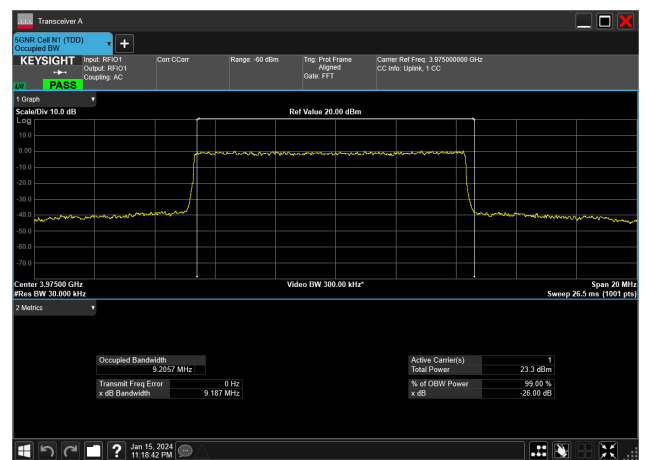 Transceiver A
5GNR Cell N1 (TDD)
Occupied BW
KEYSIGHT
LV PASS
Input: RFIO1
Output: RFIO1
Coupling: AC
Corr CCorr
Range: -60 dBm
Trig: Prot Frame
Aligned
Gate: FFT
Carrier Ref Freq: 3.975000000 GHz
CC Info: Uplink, 1 CC
1 Graph
Scale/Div 10.0 dB
Ref Value 20.00 dBm
Log
10.0
0.00
-10.0
-20.0
-30.0
-40.0
-50.0
-60.0
-70.0
Center 3.97500 GHz
Video BW 300.00 kHz*
Span 20 MHz
#Res BW 30.000 kHz
Sweep 26.5 ms (1001 pts)
2 Metrics
Occupied Bandwidth
9.2057 MHz
Active Carrier(s) 1
Total Power 23.3 dBm
Transmit Freq Error 0 Hz
x dB Bandwidth 9.187 MHz
% of OBW Power 99.00 %
x dB -26.00 dB
Jan 15, 2024
11:18:42 PM